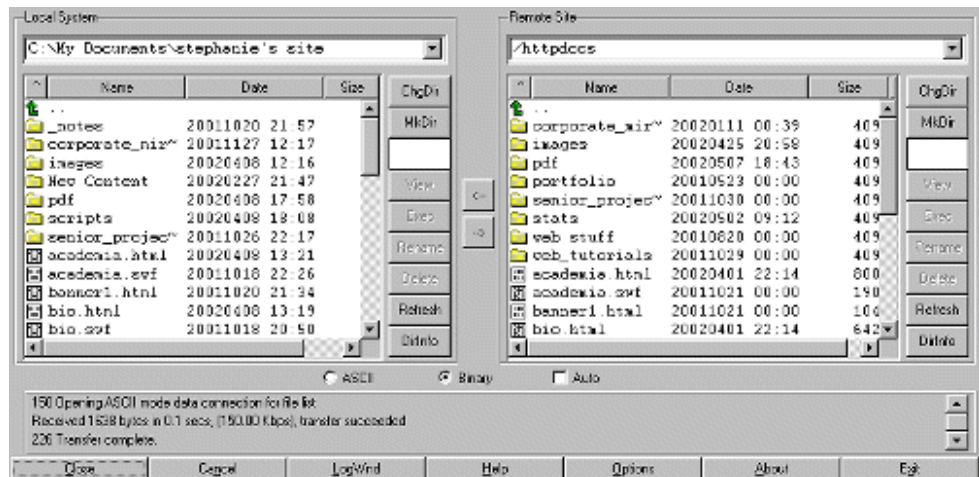 Local System
C:\My Documents\stephanie's site
^ Name Date Size
ChgDir
..
MkDir
_notes 20011020 21:57
corporate_mir~ 20011127 12:17
images 20020408 12:16
New Content 20020227 21:47
View
pdf 20020408 17:58
Exec
scripts 20020408 18:08
senior_projec~ 20011026 22:17
Rename
academia.html 20020408 13:21
Delete
academia.swf 20011018 22:26
banner1.html 20011020 21:34
Refresh
bio.html 20020408 13:19
bio.swf 20011018 20:50
DirInfo
<-
->
Remote Site
/httpdocs
^ Name Date Size
ChgDir
..
MkDir
corporate_mir~ 20020111 00:39 409
images 20020425 20:58 409
pdf 20020507 18:43 409
portfolio 20010523 00:00 409
View
senior_projec~ 20011030 00:00 409
Exec
stats 20020502 09:12 409
web stuff 20010820 00:00 409
Rename
web_tutorials 20011029 00:00 409
Delete
academia.html 20020401 22:14 800
academia.swf 20011021 00:00 190
banner1.html 20011021 00:00 104
Refresh
bio.html 20020401 22:14 642
DirInfo
ASCII Binary Auto
150 Opening ASCII mode data connection for file list.
Received 1638 bytes in 0.1 secs, (150.00 Kbps), transfer succeeded
226 Transfer complete.
Close Cancel LogWnd Help Options About Exit